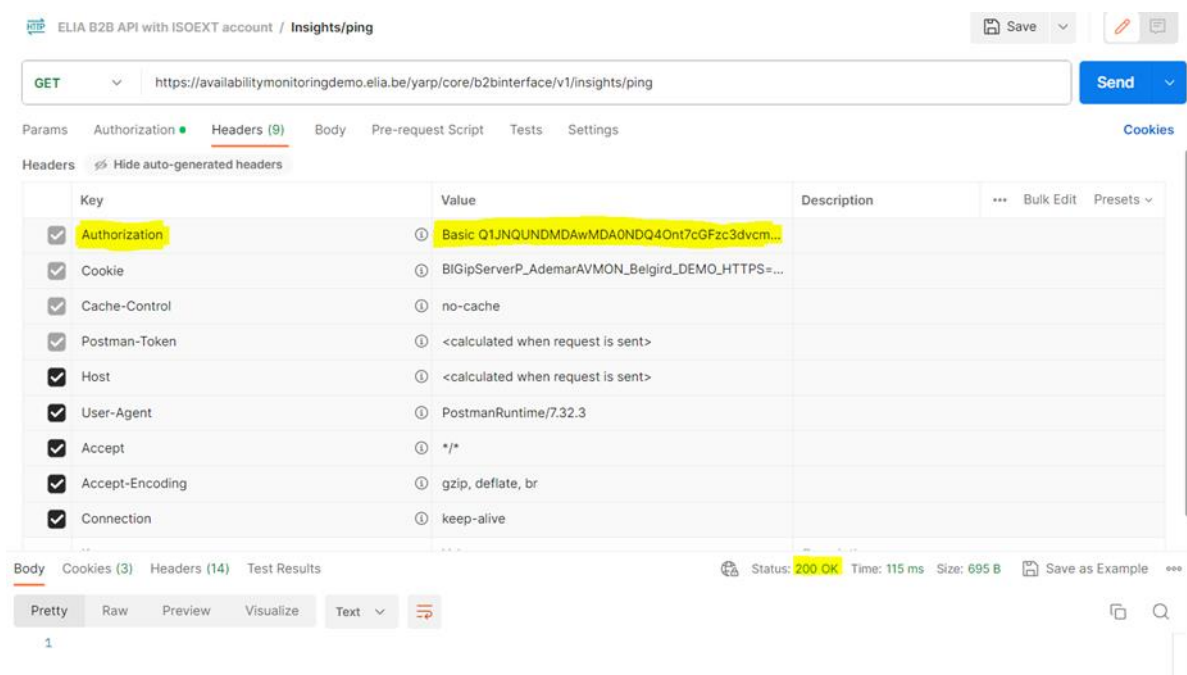 HTTP ELIA B2B API with ISOEXT account / Insights/ping Save
GET https://availabilitymonitoringdemo.elia.be/yarp/core/b2binterface/v1/insights/ping Send
Params Authorization Headers (9) Body Pre-request Script Tests Settings Cookies
Headers Hide auto-generated headers
Key Value Description ... Bulk Edit Presets
Authorization Basic Q1JNQUNDMDAwMDA0NDQ4Ont7cGFzc3dvcm...
Cookie BIGipServerP_AdemarAVMON_Belgird_DEMO_HTTPS=...
Cache-Control no-cache
Postman-Token <calculated when request is sent>
Host <calculated when request is sent>
User-Agent PostmanRuntime/7.32.3
Accept */*
Accept-Encoding gzip, deflate, br
Connection keep-alive
Body Cookies (3) Headers (14) Test Results Status: 200 OK Time: 115 ms Size: 695 B Save as Example
Pretty Raw Preview Visualize Text
1